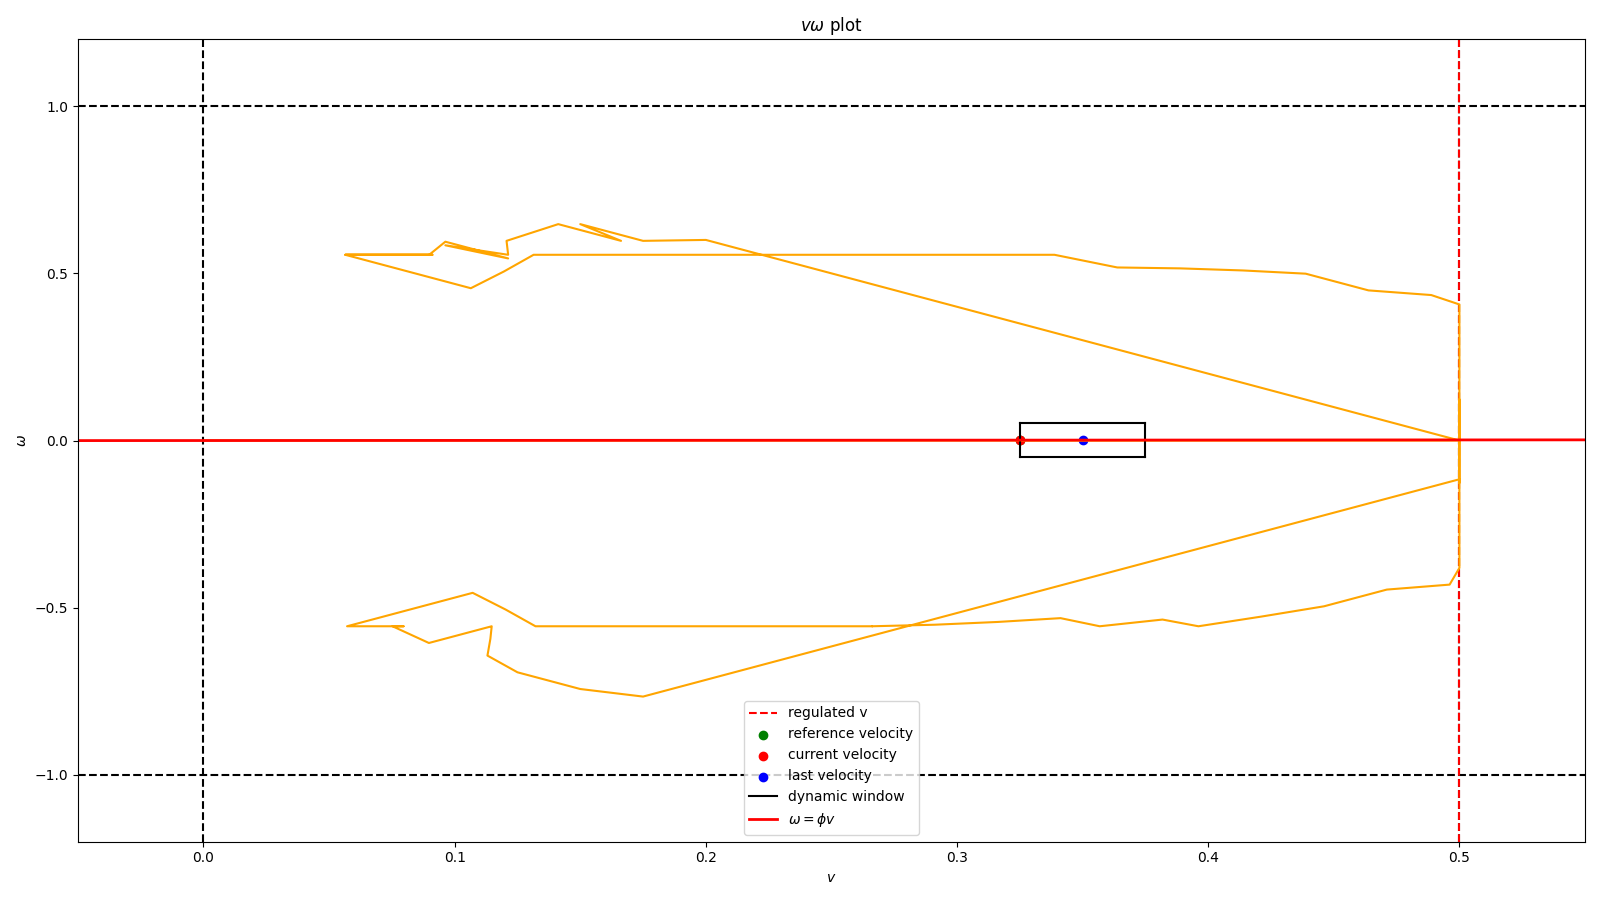 vω plot
1.0
0.5
0.0
−0.5
−1.0
ω
0.0 0.1 0.2 0.3 0.4 0.5
v
regulated v
reference velocity
current velocity
last velocity
dynamic window
ω = ϕv